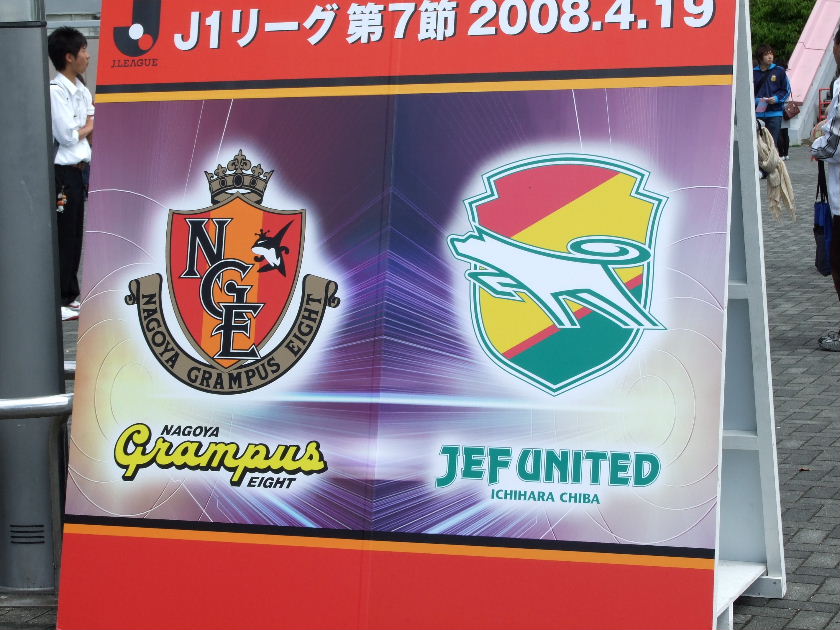 J1リーグ 第7節 2008.4.19
J.LEAGUE
NGE
NAGOYA GRAMPUS EIGHT
NAGOYA
Grampus
EIGHT
JEF UNITED
ICHIHARA CHIBA